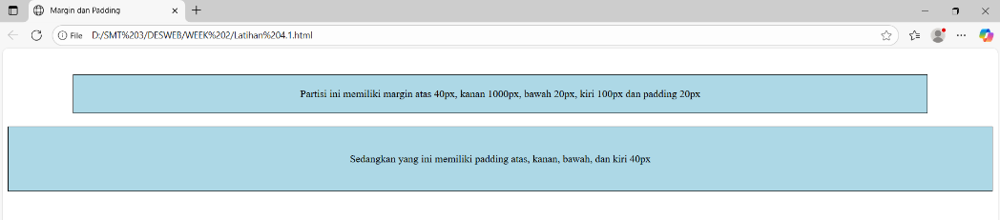 Margin dan Padding
File D:/SMT%203/DESWEB/WEEK%202/Latihan%204.1.html
Partisi ini memiliki margin atas 40px, kanan 1000px, bawah 20px, kiri 100px dan padding 20px
Sedangkan yang ini memiliki padding atas, kanan, bawah, dan kiri 40px